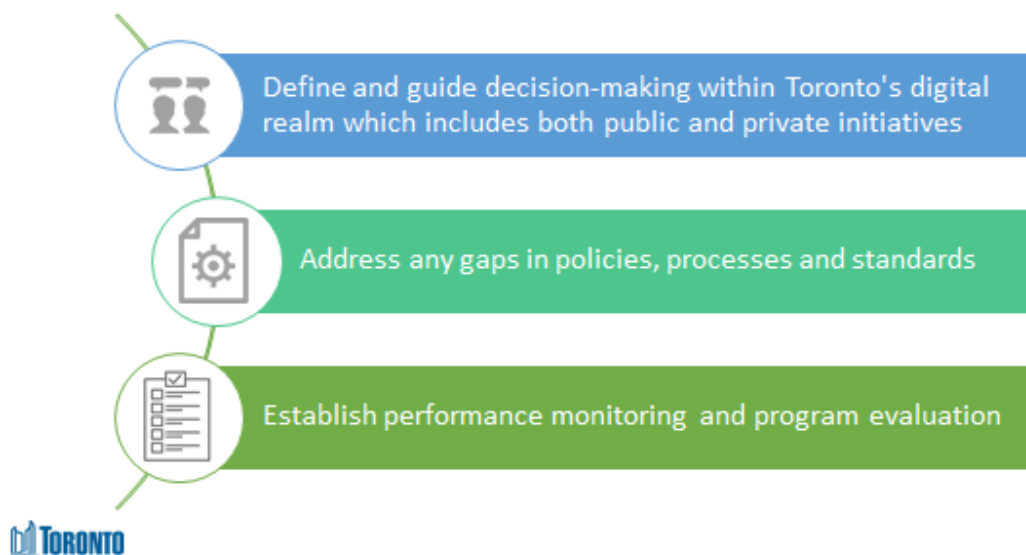 Define and guide decision-making within Toronto's digital
realm which includes both public and private initiatives
Address any gaps in policies, processes and standards
Establish performance monitoring and program evaluation
TORONTO